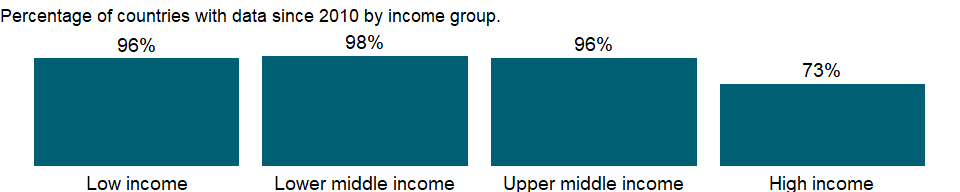 Percentage of countries with data since 2010 by income group.
96%
98%
96%
73%
Low income
Lower middle income
Upper middle income
High income